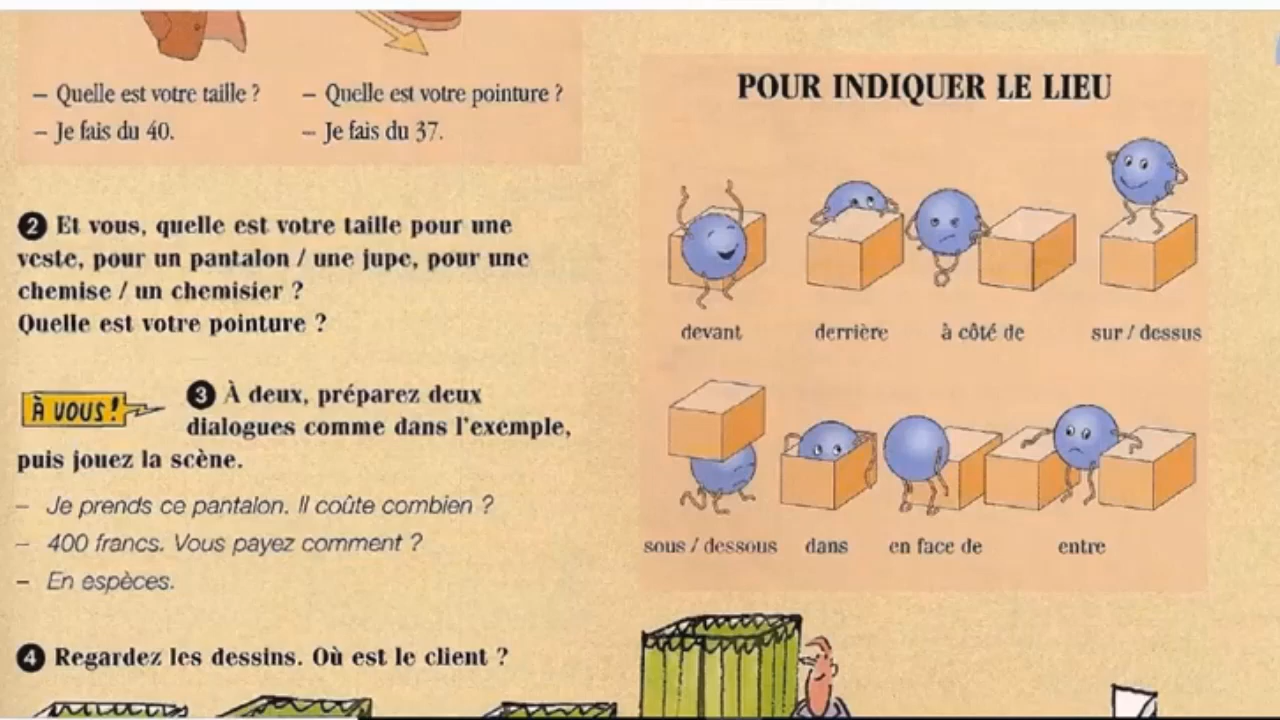 – Quelle est votre taille ?
– Je fais du 40.
– Quelle est votre pointure ?
– Je fais du 37.
2 Et vous, quelle est votre taille pour une
veste, pour un pantalon / une jupe, pour une
chemise / un chemisier ?
Quelle est votre pointure ?
À VOUS !
3 À deux, préparez deux
dialogues comme dans l'exemple,
puis jouez la scène.
– Je prends ce pantalon. Il coûte combien ?
– 400 francs. Vous payez comment ?
– En espèces.
4 Regardez les dessins. Où est le client ?
POUR INDIQUER LE LIEU
devant derrière à côté de sur / dessus
sous / dessous dans en face de entre